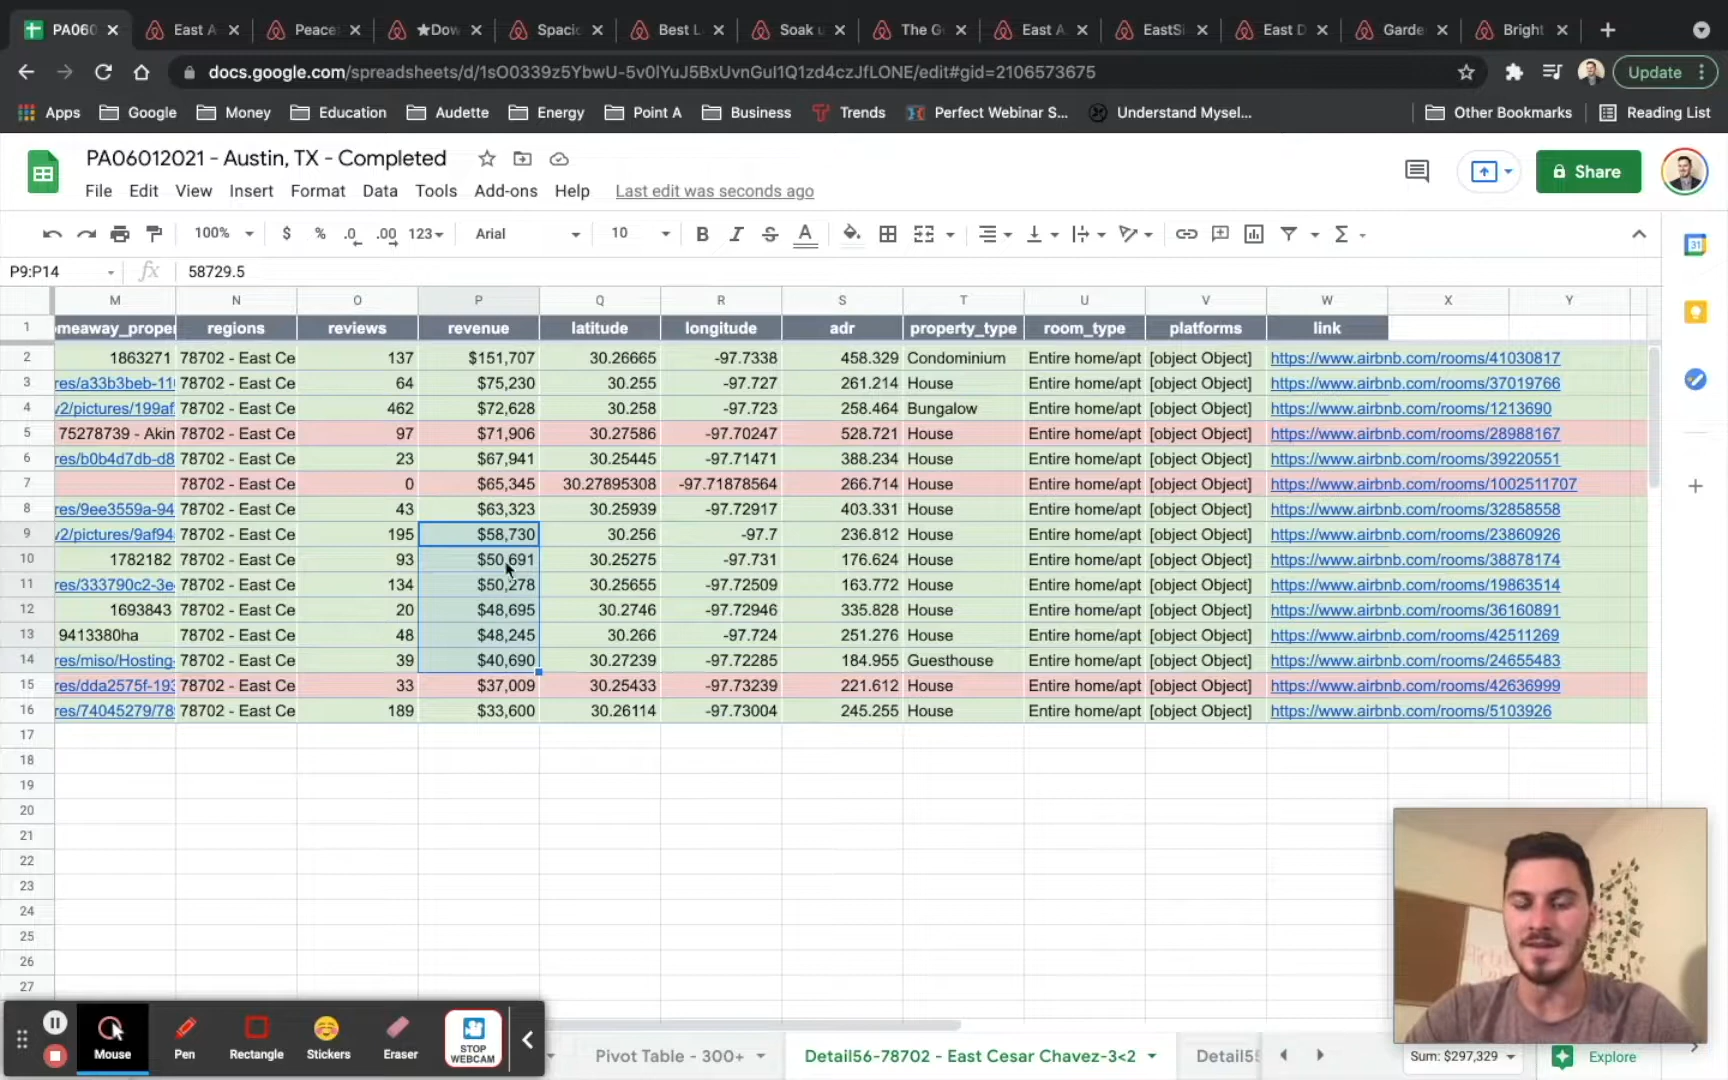 PA060 East A Peace ★Dow Spacio Best L Soak u The G East A EastSi East D Garde Bright
docs.google.com/spreadsheets/d/1sO0339z5YbwU-5v0lYuJ5BxUvnGul1Q1zd4czJfLONE/edit#gid=2106573675 Update
Apps Google Money Education Audette Energy Point A Business Trends Perfect Webinar S... Understand Mysel... Other Bookmarks Reading List
PA06012021 - Austin, TX - Completed
Share
File Edit View Insert Format Data Tools Add-ons Help Last edit was seconds ago
100% $ % .0 .00 123 Arial 10 B I S A
P9:P14 fx 58729.5
M N O P Q R S T U V W X Y
1 omeaway_proper regions reviews revenue latitude longitude adr property_type room_type platforms link
2 1863271 78702 - East Ce 137 $151,707 30.26665 -97.7338 458.329 Condominium Entire home/apt [object Object] https://www.airbnb.com/rooms/41030817
3 res/a33b3beb-11 78702 - East Ce 64 $75,230 30.255 -97.727 261.214 House Entire home/apt [object Object] https://www.airbnb.com/rooms/37019766
4 v2/pictures/199af 78702 - East Ce 462 $72,628 30.258 -97.723 258.464 Bungalow Entire home/apt [object Object] https://www.airbnb.com/rooms/1213690
5 75278739 - Akin 78702 - East Ce 97 $71,906 30.27586 -97.70247 528.721 House Entire home/apt [object Object] https://www.airbnb.com/rooms/28988167
6 res/b0b4d7db-d8 78702 - East Ce 23 $67,941 30.25445 -97.71471 388.234 House Entire home/apt [object Object] https://www.airbnb.com/rooms/39220551
7 78702 - East Ce 0 $65,345 30.27895308 -97.71878564 266.714 House Entire home/apt [object Object] https://www.airbnb.com/rooms/1002511707
8 res/9ee3559a-94 78702 - East Ce 43 $63,323 30.25939 -97.72917 403.331 House Entire home/apt [object Object] https://www.airbnb.com/rooms/32858558
9 v2/pictures/9af94 78702 - East Ce 195 $58,730 30.256 -97.7 236.812 House Entire home/apt [object Object] https://www.airbnb.com/rooms/23860926
10 1782182 78702 - East Ce 93 $50,691 30.25275 -97.731 176.624 House Entire home/apt [object Object] https://www.airbnb.com/rooms/38878174
11 res/333790c2-3e 78702 - East Ce 134 $50,278 30.25655 -97.72509 163.772 House Entire home/apt [object Object] https://www.airbnb.com/rooms/19863514
12 1693843 78702 - East Ce 20 $48,695 30.2746 -97.72946 335.828 House Entire home/apt [object Object] https://www.airbnb.com/rooms/36160891
13 9413380ha 78702 - East Ce 48 $48,245 30.266 -97.724 251.276 House Entire home/apt [object Object] https://www.airbnb.com/rooms/42511269
14 res/miso/Hosting- 78702 - East Ce 39 $40,690 30.27239 -97.72285 184.955 Guesthouse Entire home/apt [object Object] https://www.airbnb.com/rooms/24655483
15 res/dda2575f-193 78702 - East Ce 33 $37,009 30.25433 -97.73239 221.612 House Entire home/apt [object Object] https://www.airbnb.com/rooms/42636999
16 res/74045279/78 78702 - East Ce 189 $33,600 30.26114 -97.73004 245.255 House Entire home/apt [object Object] https://www.airbnb.com/rooms/5103926
17
18
19
20
21
22
23
24
25
26
27
Mouse Pen Rectangle Stickers Eraser STOP WEBCAM
Pivot Table - 300+ Detail56-78702 - East Cesar Chavez-3<2 Detail5 Sum: $297,329 Explore